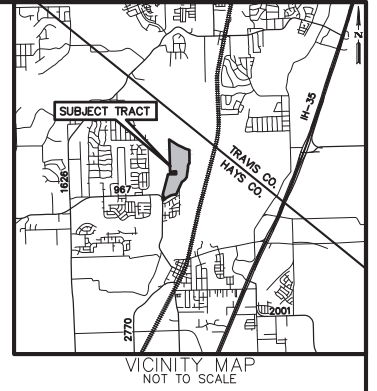 N
IH-35
SUBJECT TRACT
TRAVIS CO.
HAYS CO.
1626
967
2770
2001
VICINITY MAP
NOT TO SCALE